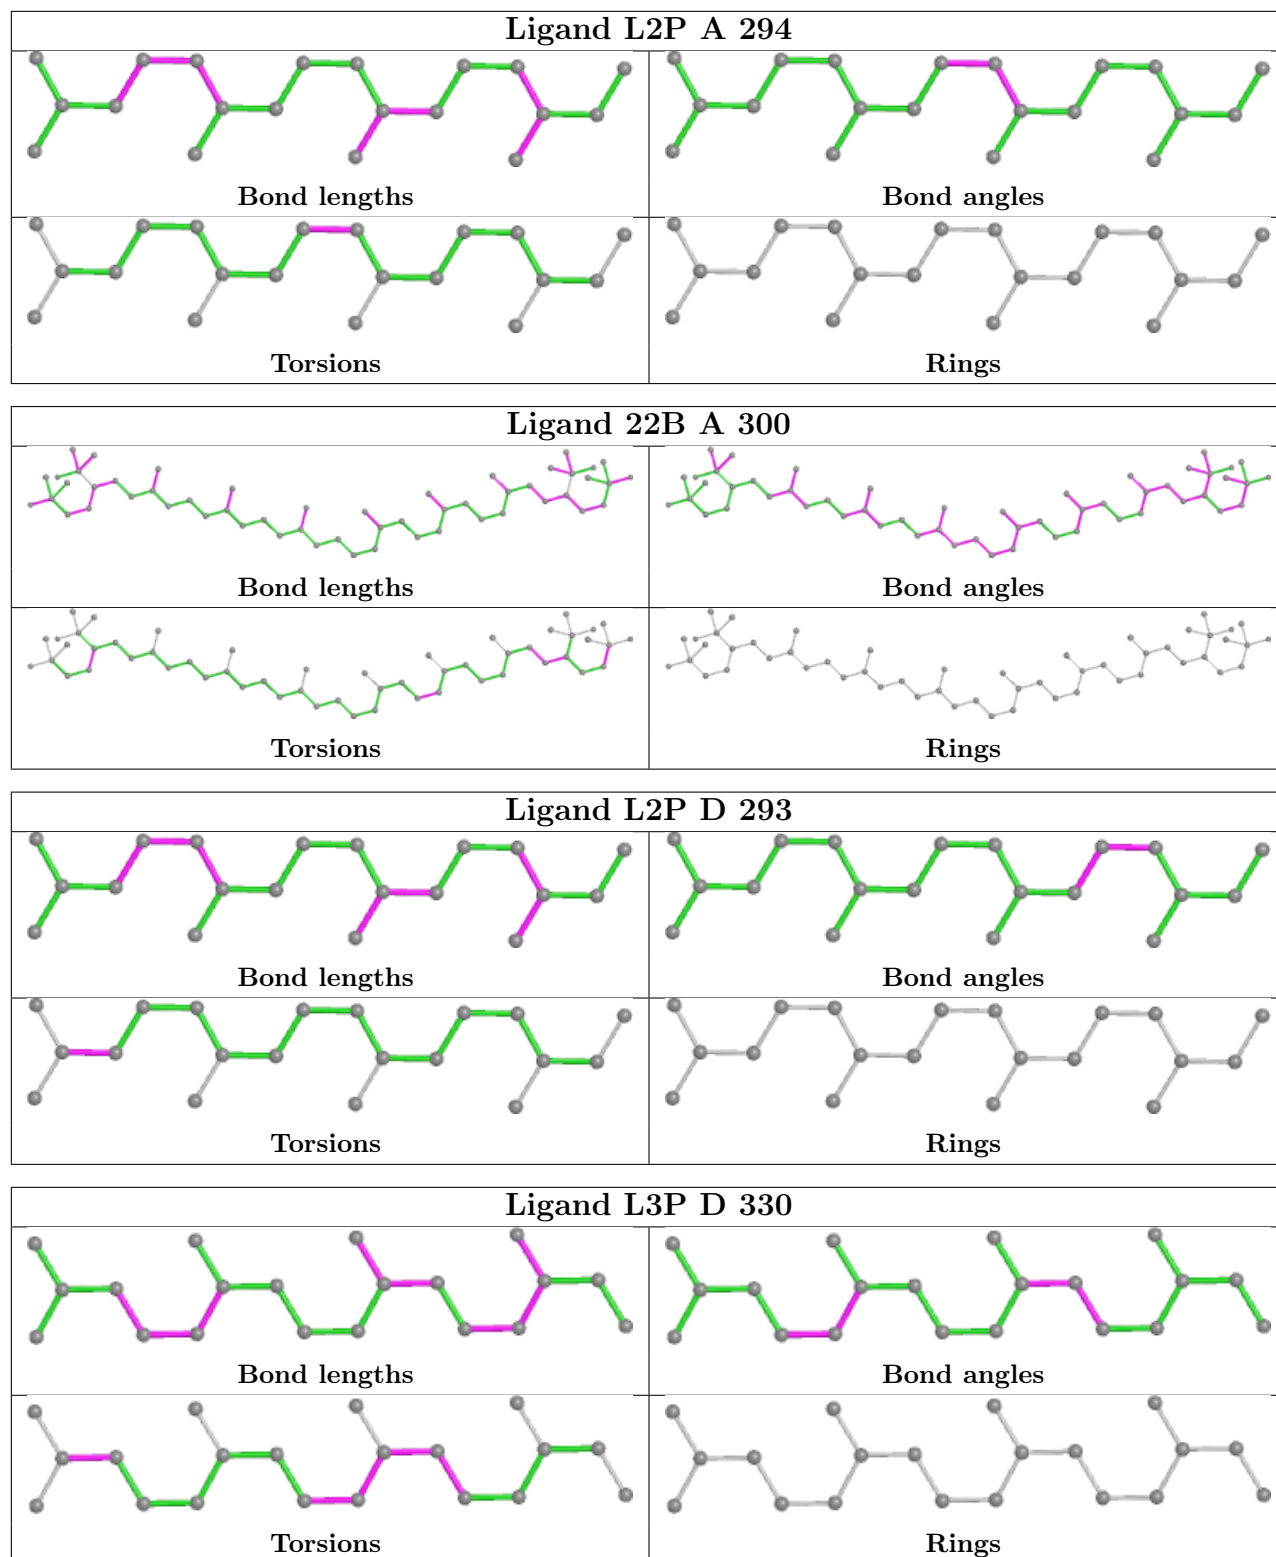 Ligand L2P A 294
Bond lengths
Bond angles
Torsions
Rings
Ligand 22B A 300
Bond lengths
Bond angles
Torsions
Rings
Ligand L2P D 293
Bond lengths
Bond angles
Torsions
Rings
Ligand L3P D 330
Bond lengths
Bond angles
Torsions
Rings